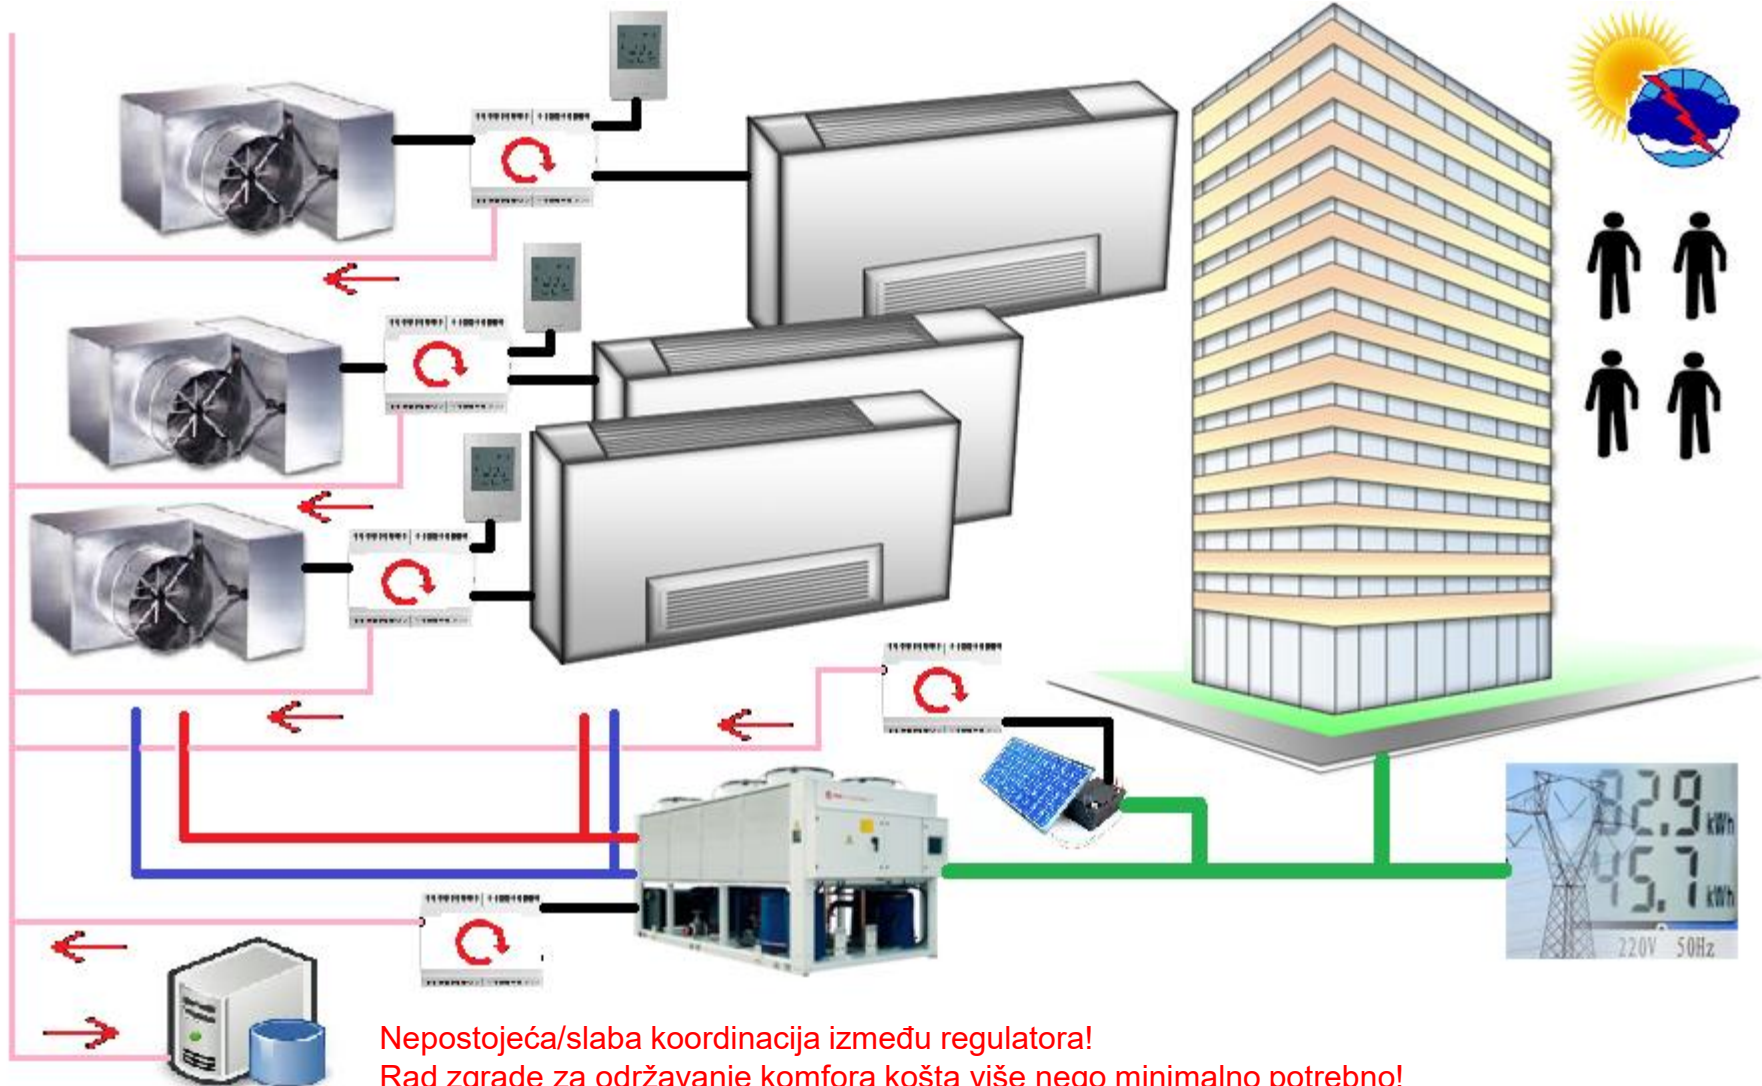 82.9 kWh
45.7 kWh
220V 50Hz
Nepostojeća/slaba koordinacija između regulatora!
Rad zgrade za održavanje komfora košta više nego minimalno potrebno!